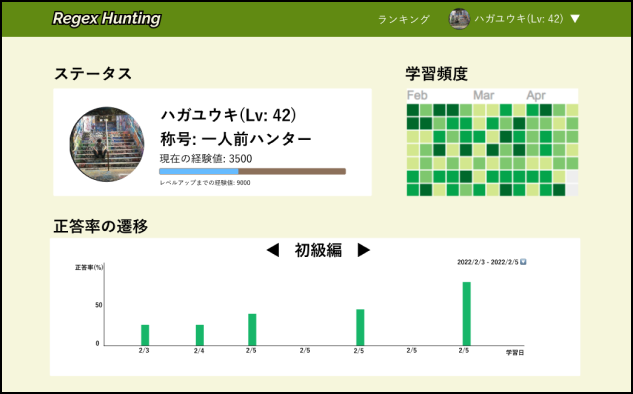 Regex Hunting
ランキング
ハガユウキ(Lv: 42) ▼
ステータス
ハガユウキ(Lv: 42)
称号: 一人前ハンター
現在の経験値: 3500
レベルアップまでの経験値: 9000
学習頻度
Feb Mar Apr
正答率の遷移
◀ 初級編 ▶
2022/2/3 - 2022/2/5
正答率(%)
50
0
2/3 2/4 2/5 2/5 2/5 2/5 2/5
学習日